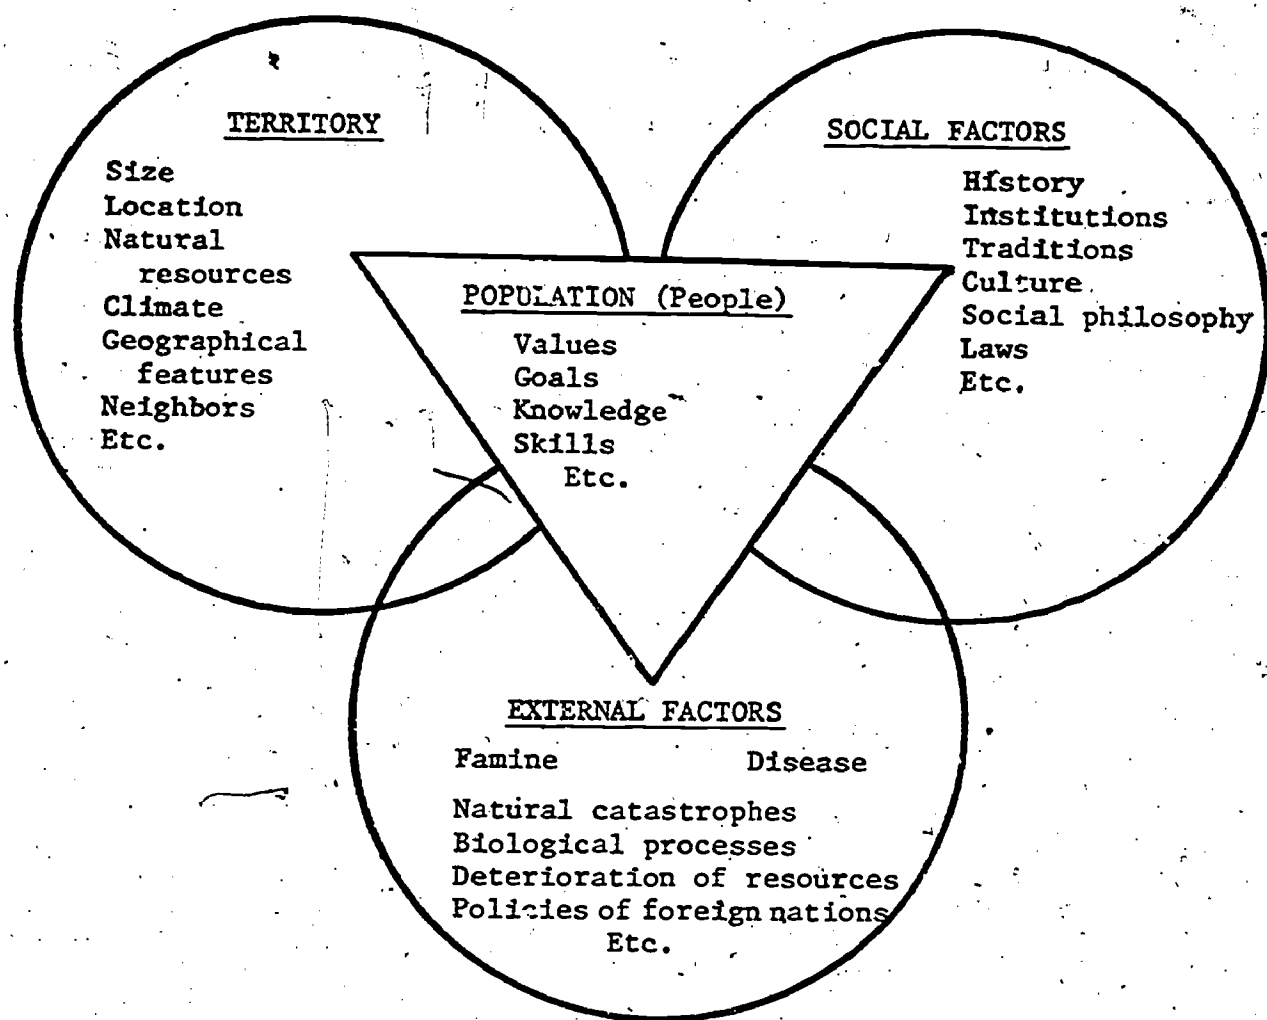 TERRITORY
Size
Location
Natural
resources
Climate
Geographical
features
Neighbors
Etc.
SOCIAL FACTORS
History
Institutions
Traditions
Culture
Social philosophy
Laws
Etc.
POPULATION (People)
Values
Goals
Knowledge
Skills
Etc.
EXTERNAL FACTORS
Famine Disease
Natural catastrophes
Biological processes
Deterioration of resources
Policies of foreign nations
Etc.